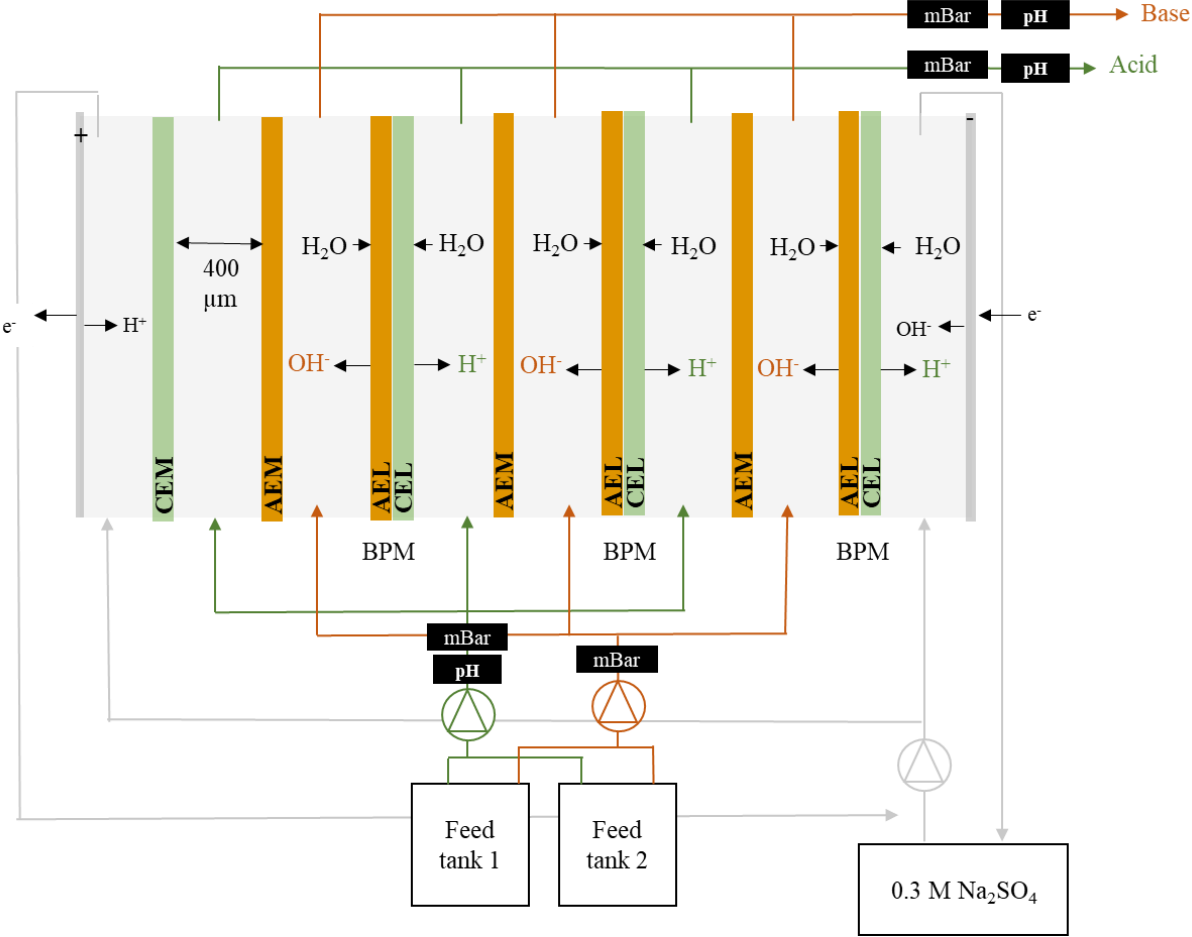 mBar
pH
Base
mBar
pH
Acid
+
-
H₂O
H₂O
H₂O
H₂O
H₂O
H₂O
400
µm
e⁻
H⁺
OH⁻
e⁻
OH⁻
H⁺
OH⁻
H⁺
OH⁻
H⁺
CEM
AEM
AEL
CEL
AEM
AEL
CEL
AEM
AEL
CEL
BPM
BPM
BPM
mBar
mBar
pH
Feed
tank 1
Feed
tank 2
0.3 M Na₂SO₄